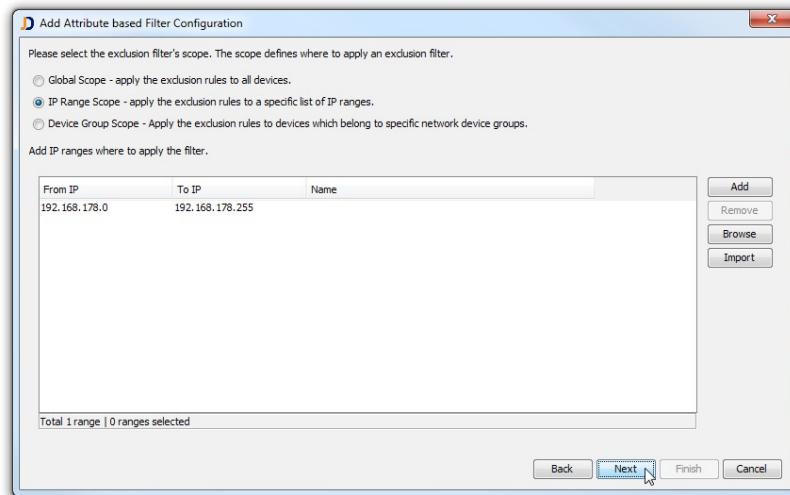 Add Attribute based Filter Configuration
Please select the exclusion filter's scope. The scope defines where to apply an exclusion filter.
Global Scope - apply the exclusion rules to all devices.
IP Range Scope - apply the exclusion rules to a specific list of IP ranges.
Device Group Scope - Apply the exclusion rules to devices which belong to specific network device groups.
Add IP ranges where to apply the filter.
From IP To IP Name
192.168.178.0 192.168.178.255
Add
Remove
Browse
Import
Total 1 range | 0 ranges selected
Back Next Finish Cancel